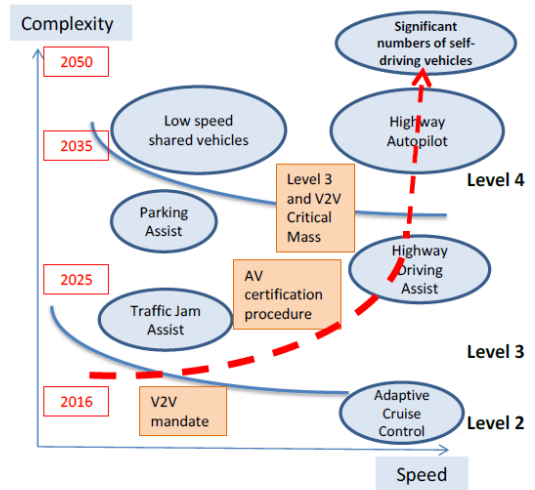 Complexity
Significant
numbers of self-
driving vehicles
2050
Low speed
shared vehicles
Highway
Autopilot
2035
Level 3
and V2V
Critical
Mass
Level 4
Parking
Assist
Highway
Driving
Assist
2025
AV
certification
procedure
Traffic Jam
Assist
Level 3
2016
V2V
mandate
Adaptive
Cruise
Control
Level 2
Speed